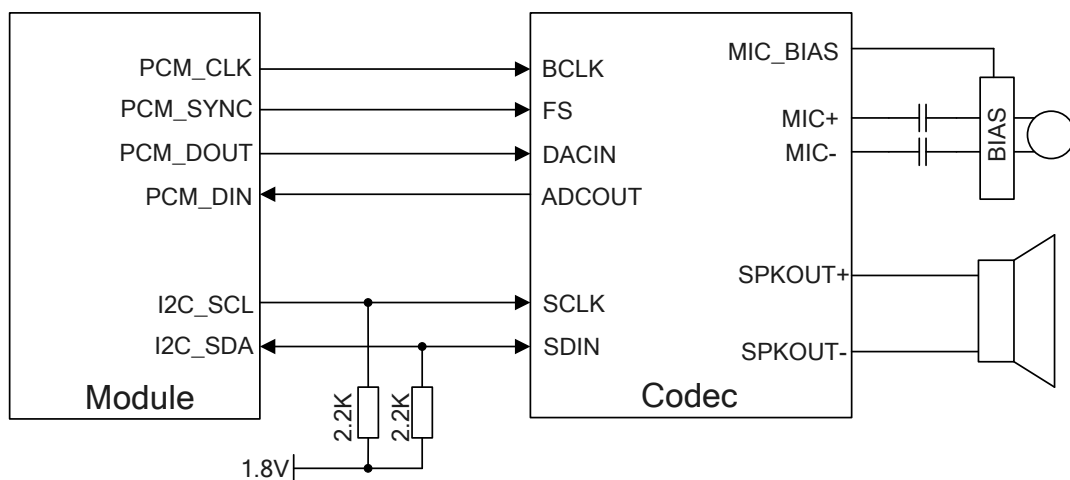 PCM_CLK
PCM_SYNC
PCM_DOUT
PCM_DIN
I2C_SCL
I2C_SDA
Module
BCLK
FS
DACIN
ADCOUT
SCLK
SDIN
Codec
MIC_BIAS
MIC+
MIC-
SPKOUT+
SPKOUT-
BIAS
2.2K
2.2K
1.8V